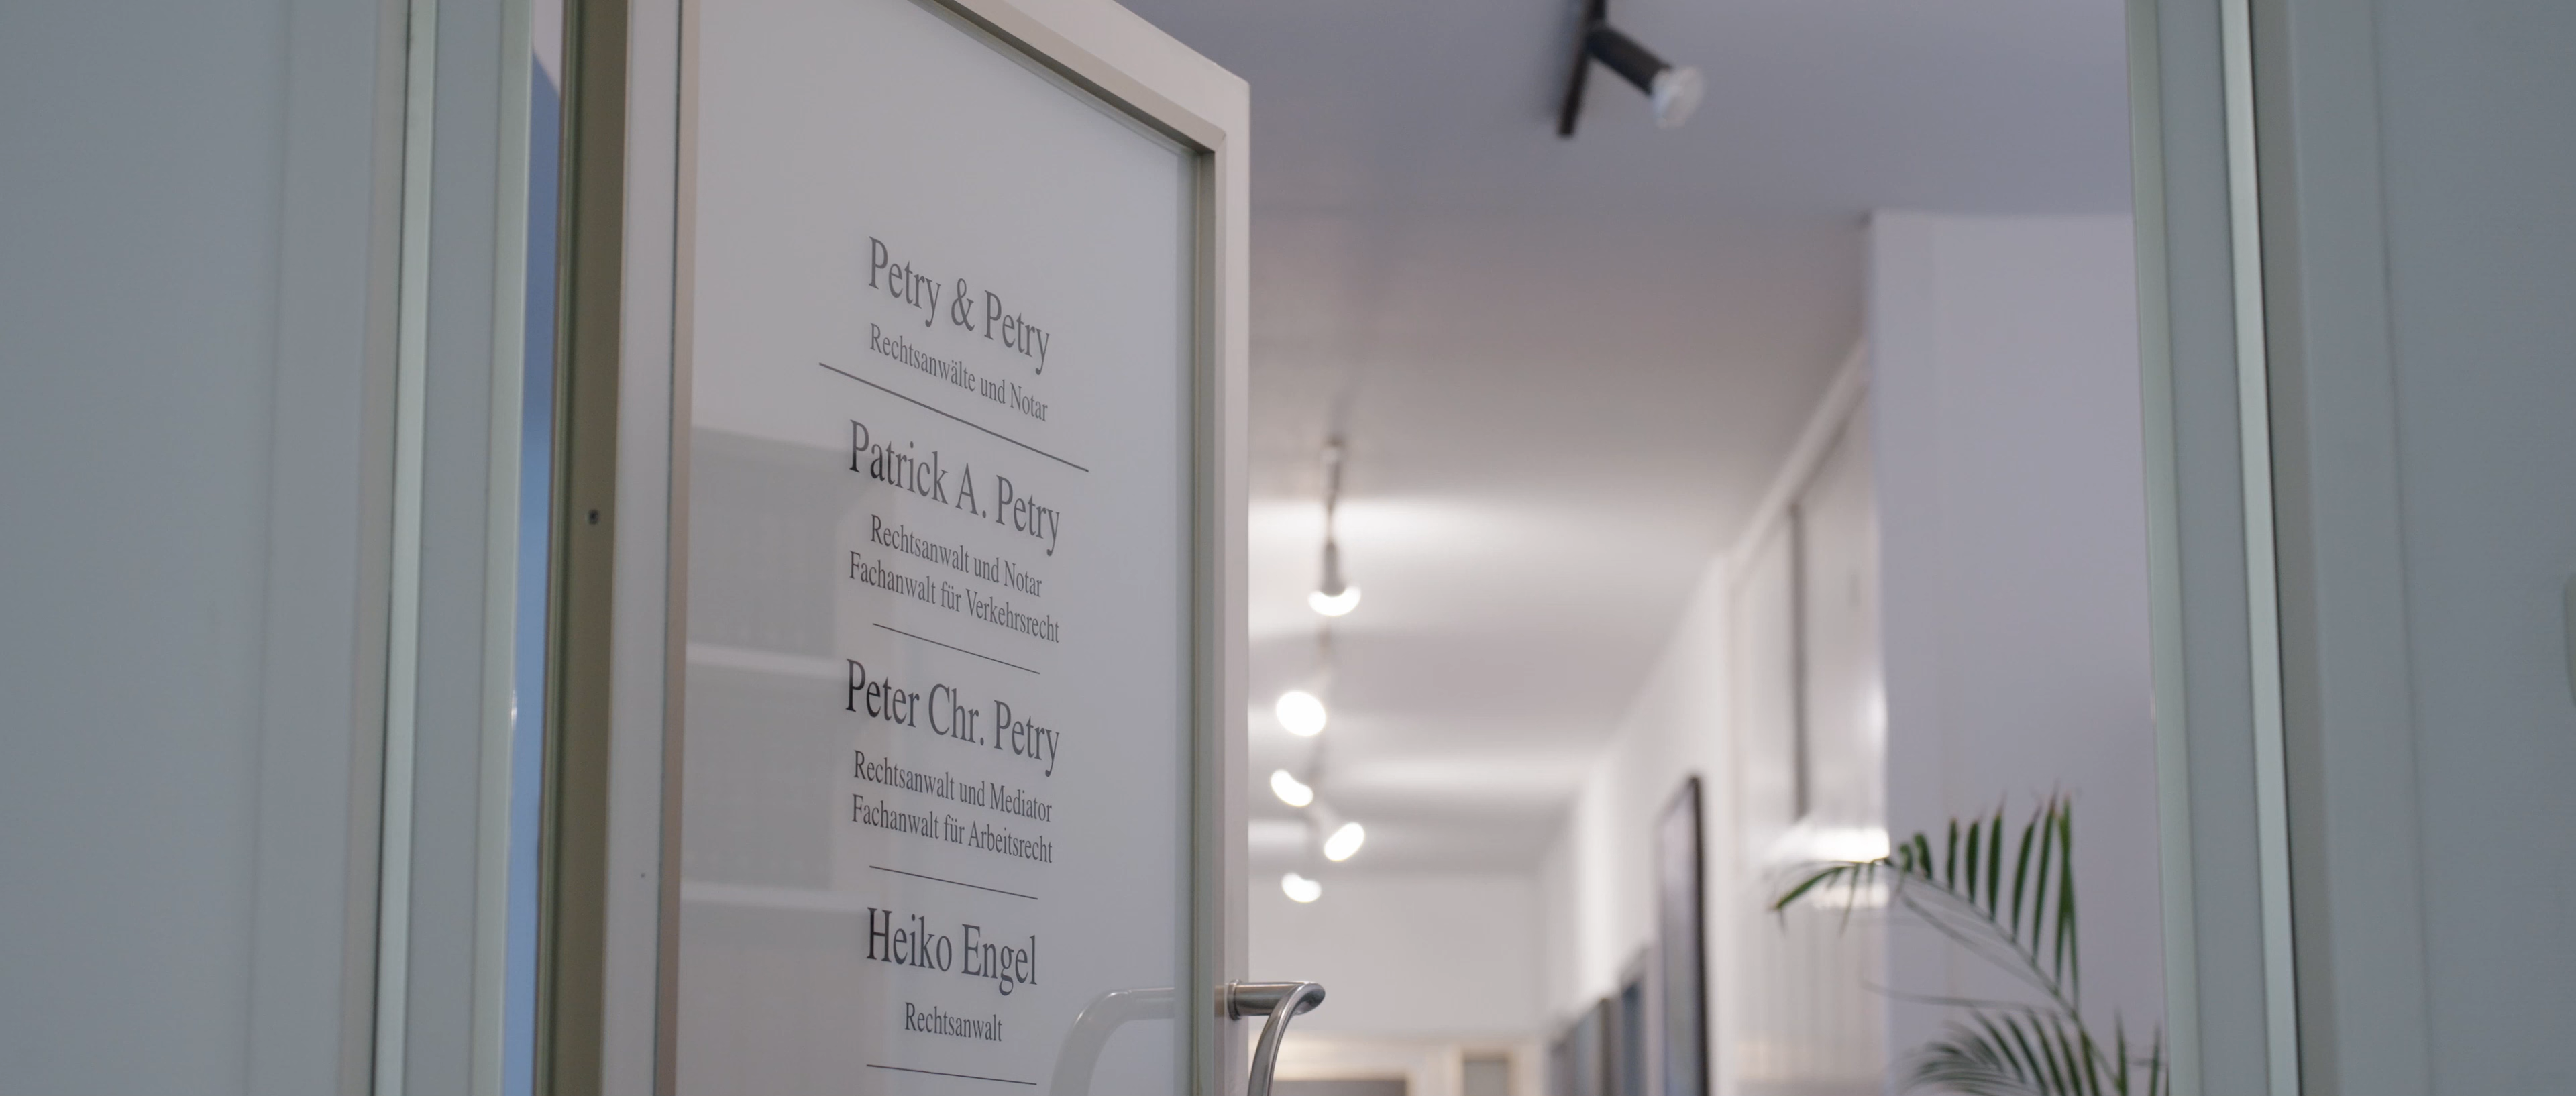 Petry & Petry
Rechtsanwälte und Notar
Patrick A. Petry
Rechtsanwalt und Notar
Fachanwalt für Verkehrsrecht
Peter Chr. Petry
Rechtsanwalt und Mediator
Fachanwalt für Arbeitsrecht
Heiko Engel
Rechtsanwalt